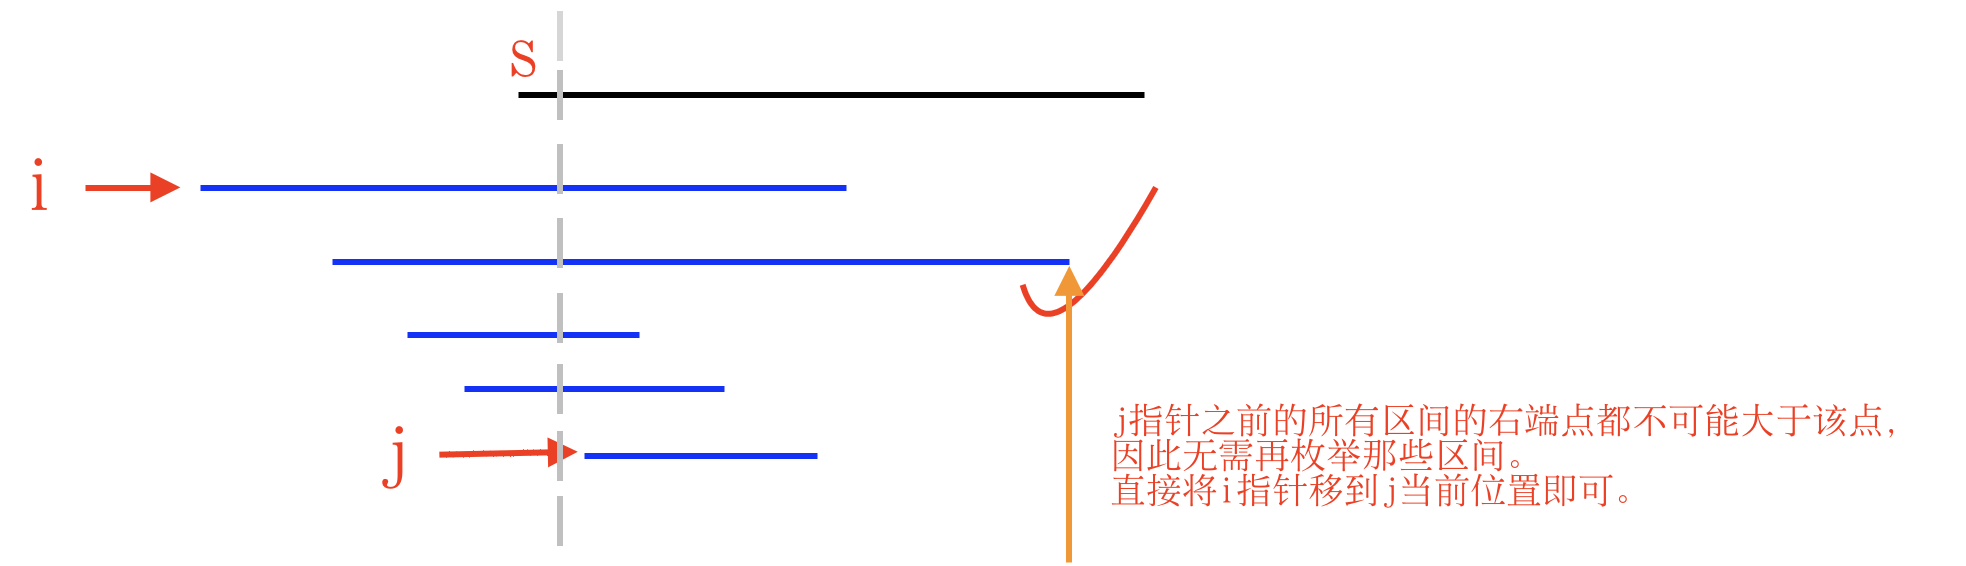 s
i
j
j指针之前的所有区间的右端点都不可能大于该点，
因此无需再枚举那些区间。
直接将i指针移到j当前位置即可。